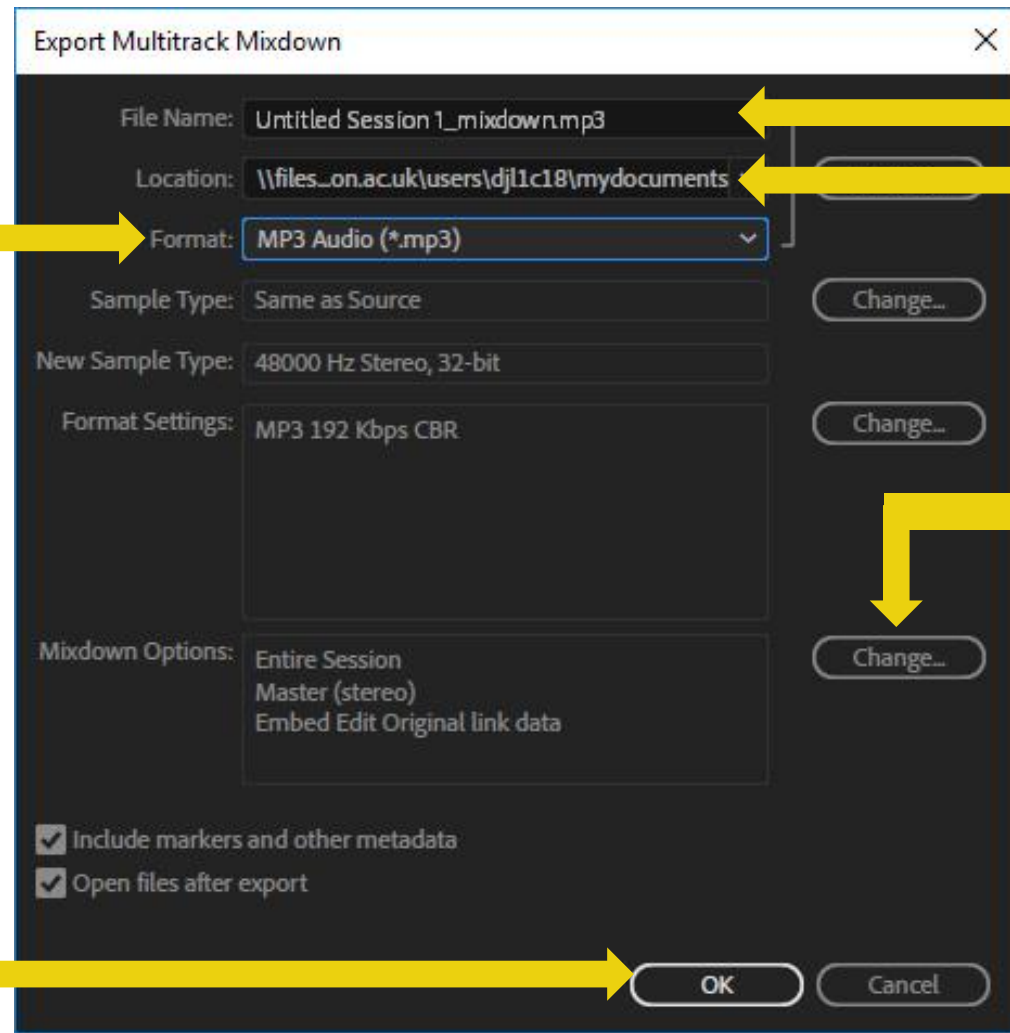 Export Multitrack Mixdown
File Name: Untitled Session 1_mixdown.mp3
Location: \\files...on.ac.uk\users\djl1c18\mydocuments
Format: MP3 Audio (*.mp3)
Sample Type: Same as Source Change...
New Sample Type: 48000 Hz Stereo, 32-bit
Format Settings: MP3 192 Kbps CBR Change...
Mixdown Options: Entire Session Change...
Master (stereo)
Embed Edit Original link data
Include markers and other metadata
Open files after export
OK Cancel